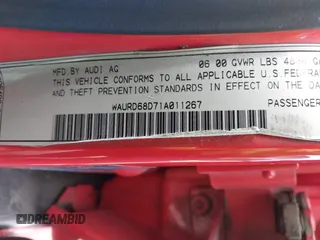 MFD BY AUDI AG 06 00 GVWR LBS
THIS VEHICLE CONFORMS TO ALL APPLICABLE U.S.
AND THEFT PREVENTION STANDARDS IN EFFECT ON THE DA
WAURD68D71A011267 PASSENGER
DREAMBID